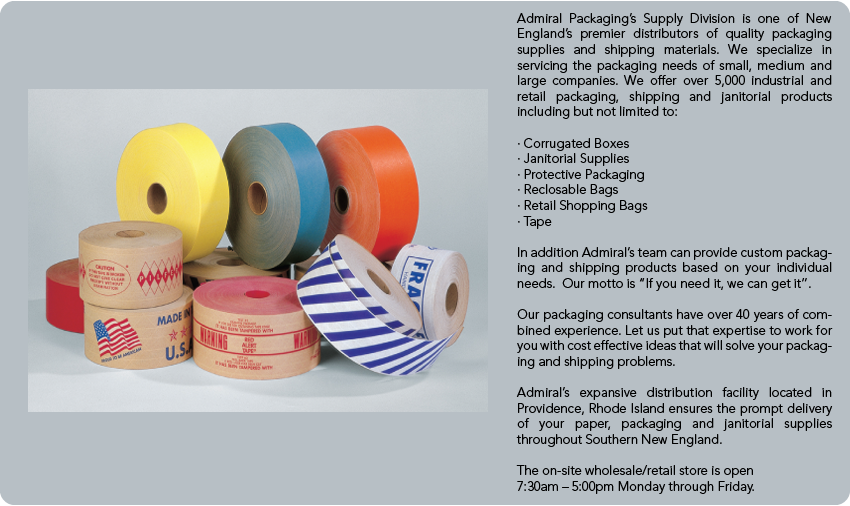 Admiral Packaging's Supply Division is one of New
England's premier distributors of quality packaging
supplies and shipping materials. We specialize in
servicing the packaging needs of small, medium and
large companies. We offer over 5,000 industrial and
retail packaging, shipping and janitorial products
including but not limited to:
· Corrugated Boxes
· Janitorial Supplies
· Protective Packaging
· Reclosable Bags
· Retail Shopping Bags
· Tape
In addition Admiral's team can provide custom packag-
ing and shipping products based on your individual
needs.  Our motto is "If you need it, we can get it".
Our packaging consultants have over 40 years of com-
bined experience. Let us put that expertise to work for
you with cost effective ideas that will solve your packag-
ing and shipping problems.
Admiral's expansive distribution facility located in
Providence, Rhode Island ensures the prompt delivery
of your paper, packaging and janitorial supplies
throughout Southern New England.
The on-site wholesale/retail store is open
7:30am – 5:00pm Monday through Friday.
CAUTION
MADE IN
U.S.
WARNING
RED
ALERT
TAPE
WARNING
FRAG